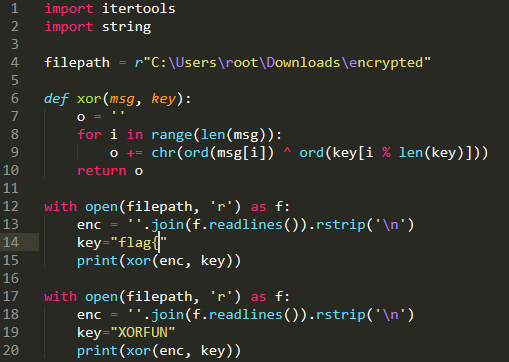 1 import itertools
2 import string
3
4 filepath = r"C:\Users\root\Downloads\encrypted"
5
6 def xor(msg, key):
7     o = ''
8     for i in range(len(msg)):
9         o += chr(ord(msg[i]) ^ ord(key[i % len(key)]))
10     return o
11
12 with open(filepath, 'r') as f:
13     enc = ''.join(f.readlines()).rstrip('\n')
14     key="flag{"
15     print(xor(enc, key))
16
17 with open(filepath, 'r') as f:
18     enc = ''.join(f.readlines()).rstrip('\n')
19     key="XORFUN"
20     print(xor(enc, key))